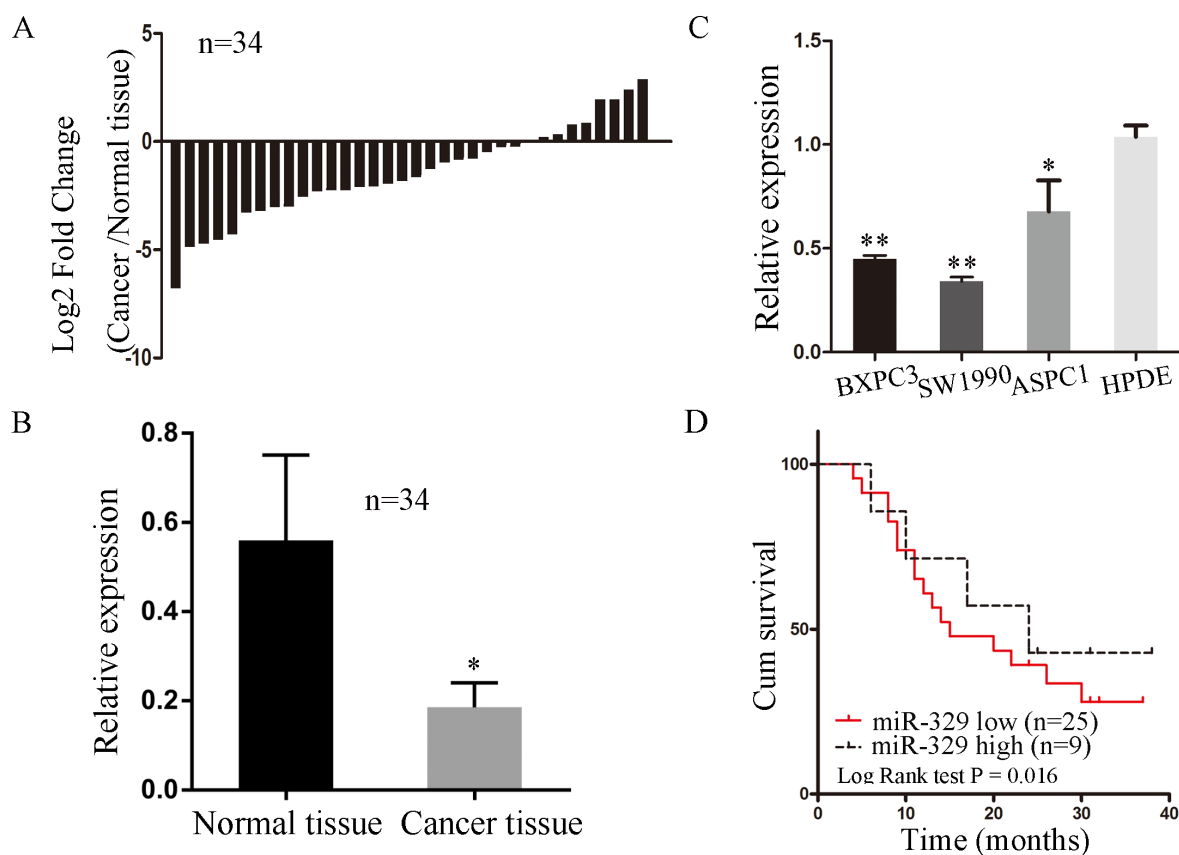 A
n=34
Log2 Fold Change
(Cancer /Normal tissue)
5
0
-5
-10
B
n=34
Relative expression
0.8
0.6
0.4
0.2
0.0
*
Normal tissue
Cancer tissue
C
Relative expression
1.5
1.0
0.5
0.0
**
**
*
BXPC3
SW1990
ASPC1
HPDE
D
Cum survival
100
50
0
miR-329 low (n=25)
miR-329 high (n=9)
Log Rank test P = 0.016
0
10
20
30
40
Time (months)